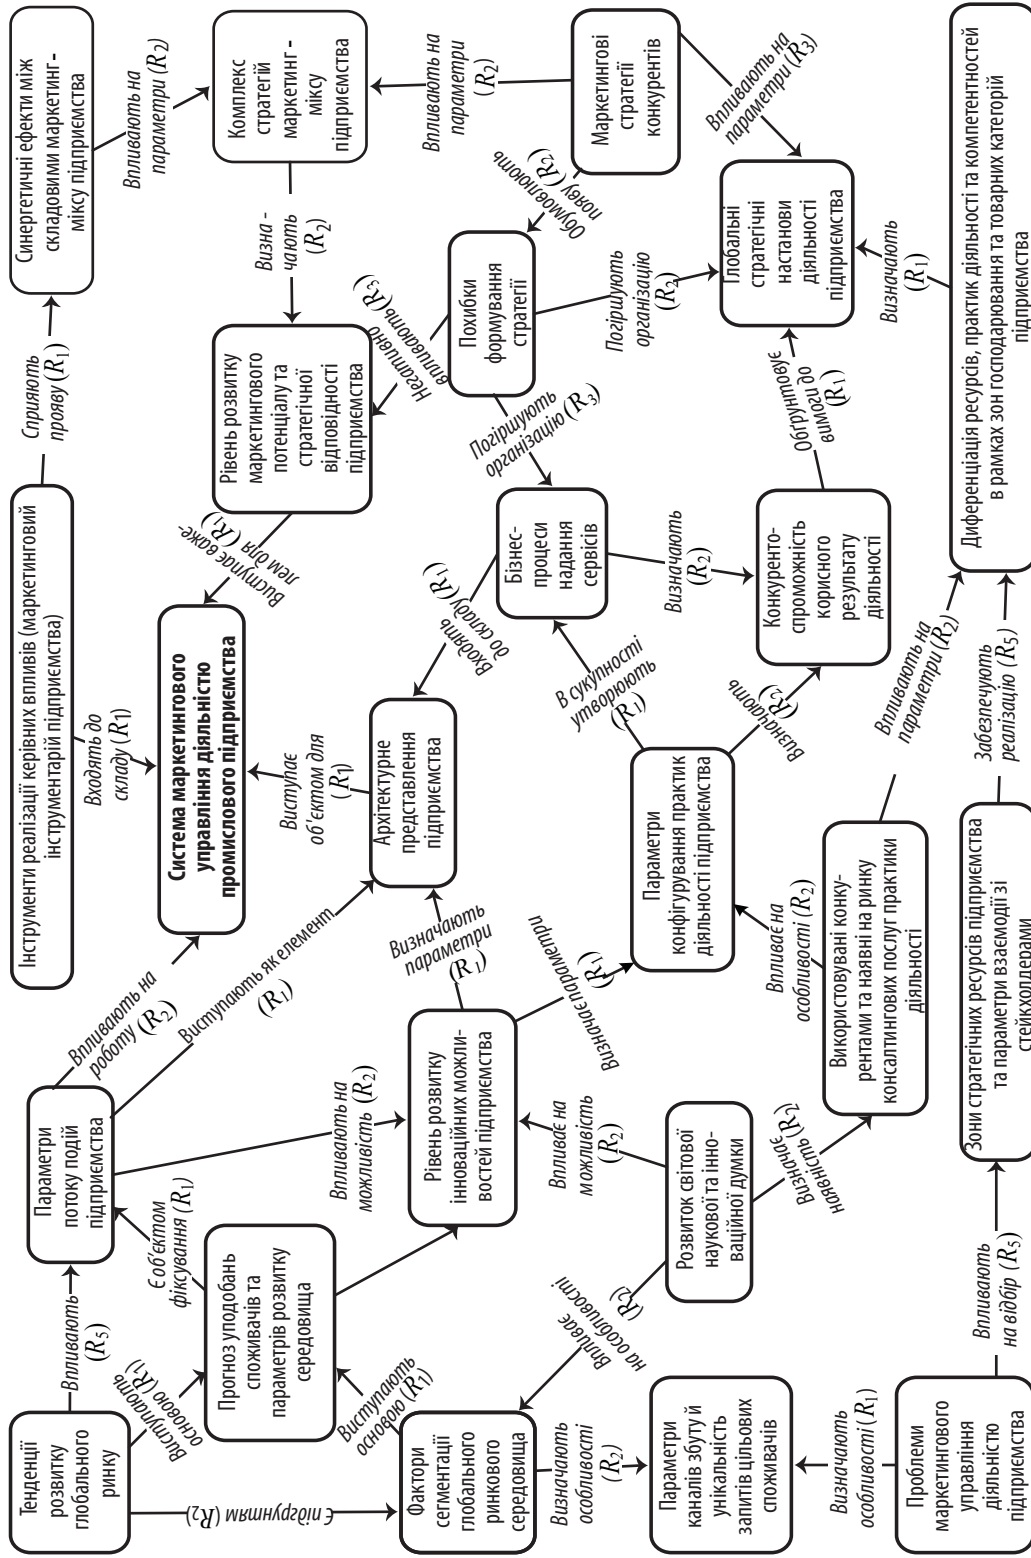 Тенденції
розвитку
глобального
ринку
Впливають
(R5)
Параметри
потоку подій
підприємства
Впливають на
роботу (R2)
Інструменти реалізації керівних впливів (маркетинговий
інструментарій підприємства)
Сприяють
прояву (R1)
Синергетичні ефекти між
складовими маркетинг-
міксу підприємства
Входять до
складу (R1)
Впливають на
параметри (R2)
Виступають
основою (R1)
Є об'єктом
фіксування (R1)
Виступають як елемент
(R1)
Система маркетингового
управління діяльністю
промислового підприємства
Виступає важе-
лем для (R1)
Рівень розвитку
маркетингового
потенціалу та
стратегічної
відповідності
підприємства
Визна -
чають
(R2)
Комплекс
стратегій
маркетинг -
міксу
підприємства
Є підгрунтям (R2)
Прогноз уподобань
споживачів та
параметрів розвитку
середовища
Впливають на
можливість (R2)
Виступає
об'єктом для
(R1)
Негативно
впливають (R3)
Впливають на
параметри
(R2)
Виступають
основою (R1)
Визначають
параметри
(R1)
Архітектурне
представлення
підприємства
Входять
до складу (R1)
Фактори
сегментації
глобального
ринкового
середовища
Рівень розвитку
інноваційних можли-
востей підприємства
Похибки
формування
стратегії
Обумовлюють
появу (R2)
Маркетингові
стратегії
конкурентів
Погіршують
організацію (R3)
Бізнес-
процеси
надання
сервісів
Визначають
особливості
(R2)
Впливає
на особливості
(R2)
Впливає на
можливість
(R2)
Визначає параметри
(R1)
В сукупності
утворюють
(R1)
Погіршують
організацію
(R2)
Впливають на
параметри (R3)
Параметри
каналів збуту й
унікальність
запитів цільових
споживачів
Розвиток світової
наукової та інно-
ваційної думки
Параметри
конфігурування практик
діяльності підприємства
Визначають
(R2)
Визначають
(R2)
Глобальні
стратегічні
настанови
діяльності
підприємства
Визначають
особливості (R1)
Визначає
наявність (R2)
Впливає на
особливості (R2)
Конкуренто-
спроможність
корисного
результату
діяльності
Обґрунтовує
вимоги до
(R1)
Використовувані конку-
рентами та наявні на ринку
консалтингових послуг практики
діяльності
Впливають на
параметри (R2)
Визначають
(R1)
Проблеми
маркетингового
управління
діяльністю
підприємства
Впливають
на відбір (R5)
Зони стратегічних ресурсів підприємства
та параметри взаємодії зі
стейкхолдерами
Забезпечують
реалізацію (R5)
Диференціація ресурсів, практик діяльності та компетентностей
в рамках зон господарювання та товарних категорій
підприємства